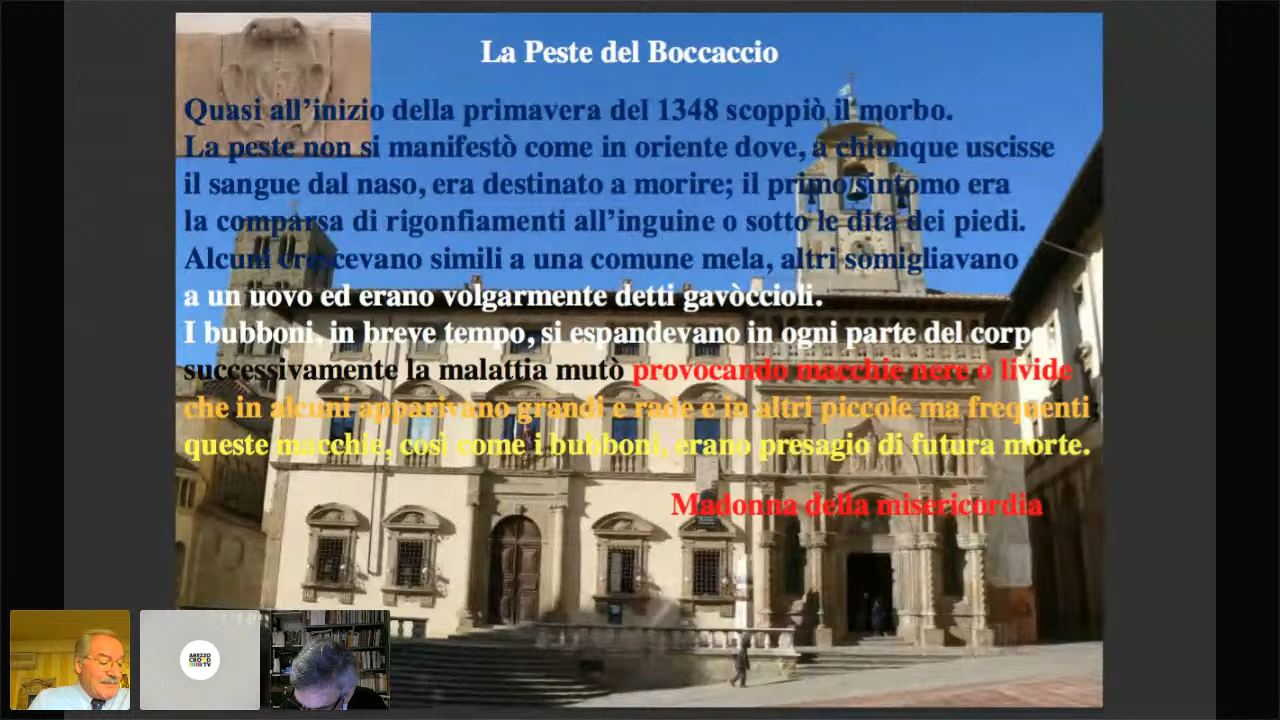 La Peste del Boccaccio
Quasi all’inizio della primavera del 1348 scoppiò il morbo.
La peste non si manifestò come in oriente dove, a chiunque uscisse
il sangue dal naso, era destinato a morire; il primo sintomo era
la comparsa di rigonfiamenti all’inguine o sotto le dita dei piedi.
Alcuni crescevano simili a una comune mela, altri somigliavano
a un uovo ed erano volgarmente detti gavòccioli.
I bubboni, in breve tempo, si espandevano in ogni parte del corpo
successivamente la malattia mutò provocando macchie nere o livide
che in alcuni apparivano grandi e rade e in altri piccole ma frequenti
queste macchie, così come i bubboni, erano presagio di futura morte.
Madonna della misericordia
AREZZO
CROWD
TV